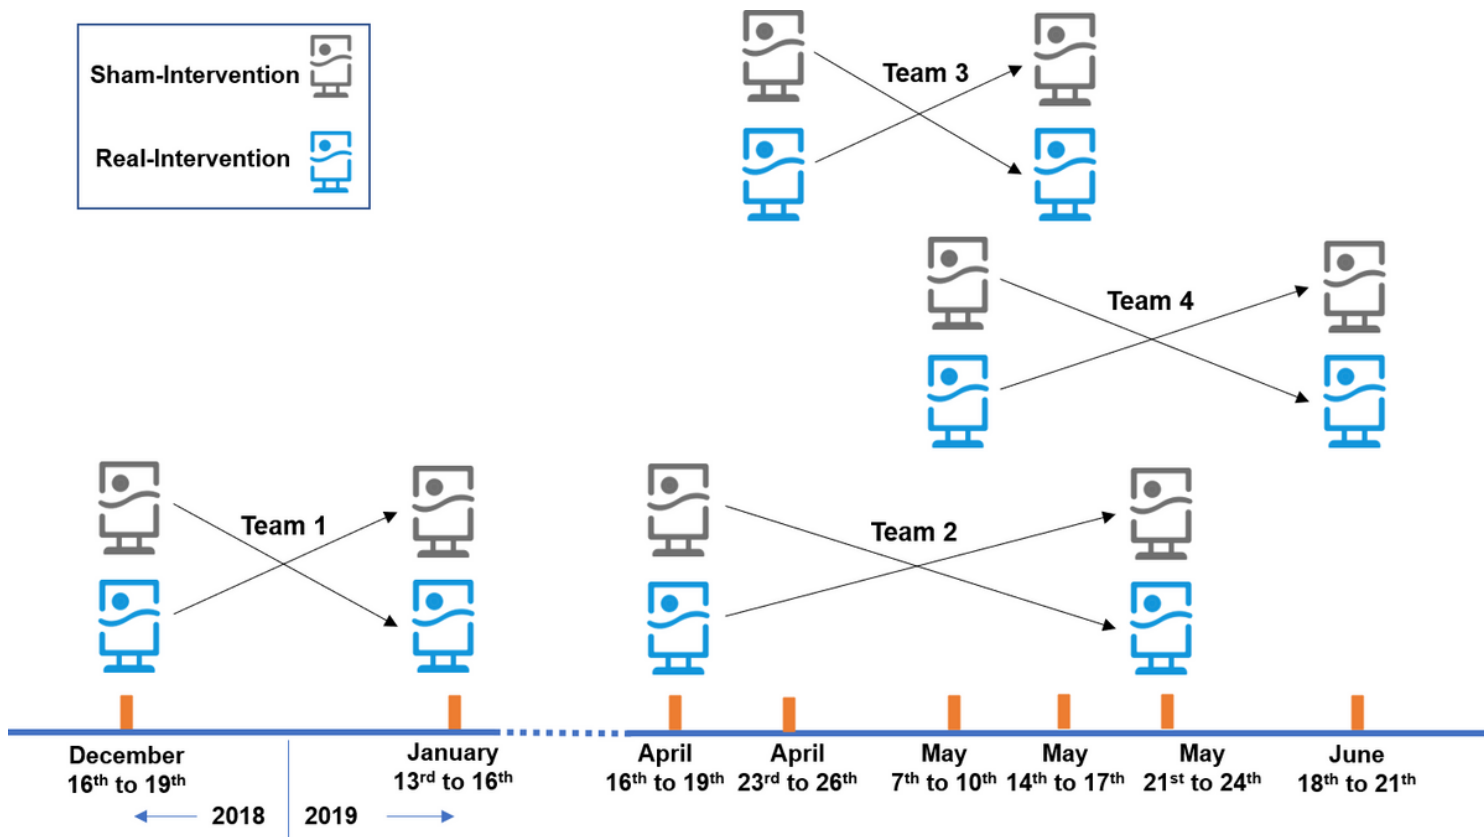 Sham-Intervention
Real-Intervention
Team 3
Team 4
Team 1
Team 2
December
16th to 19th
January
13rd to 16th
April
16th to 19th
April
23rd to 26th
May
7th to 10th
May
14th to 17th
May
21st to 24th
June
18th to 21th
2018
2019